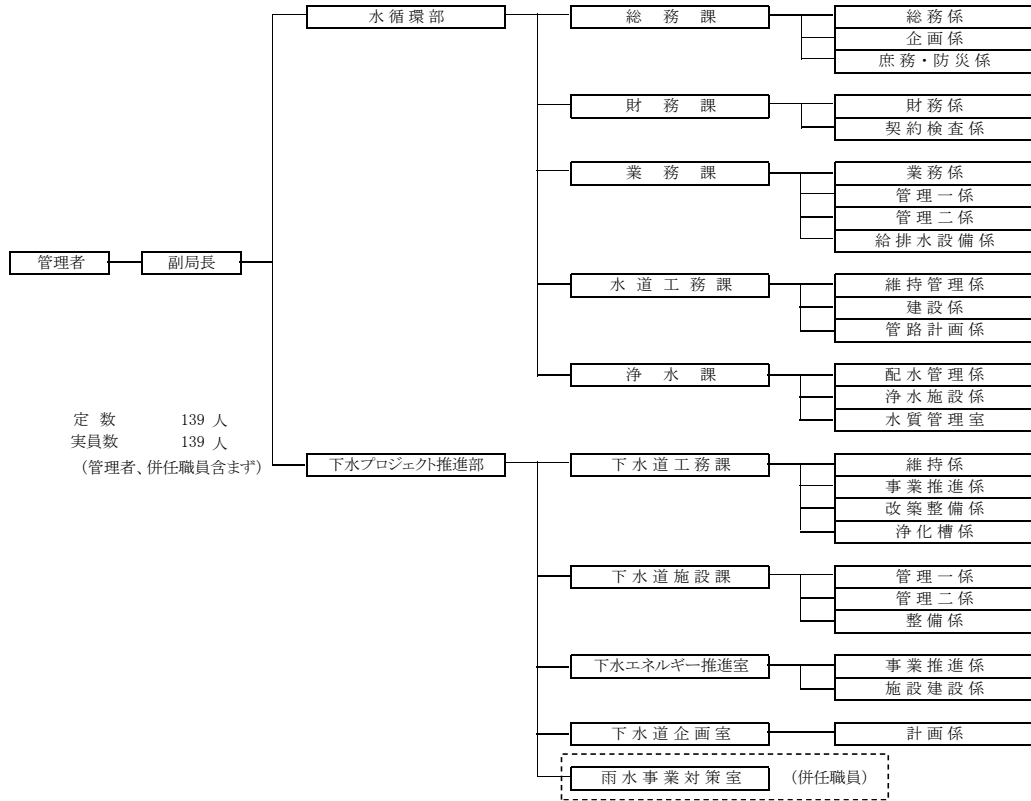 水循環部
総務課
総務係
企画係
庶務・防災係
財務課
財務係
契約検査係
業務課
業務係
管理一係
管理二係
給排水設備係
管理者
副局長
水道工務課
維持管理係
建設係
管路計画係
浄水課
配水管理係
浄水施設係
水質管理室
定数 139 人
実員数 139 人
(管理者、併任職員含まず)
下水プロジェクト推進部
下水道工務課
維持係
事業推進係
改築整備係
浄化槽係
下水道施設課
管理一係
管理二係
整備係
下水エネルギー推進室
事業推進係
施設建設係
下水道企画室
計画係
雨水事業対策室 (併任職員)